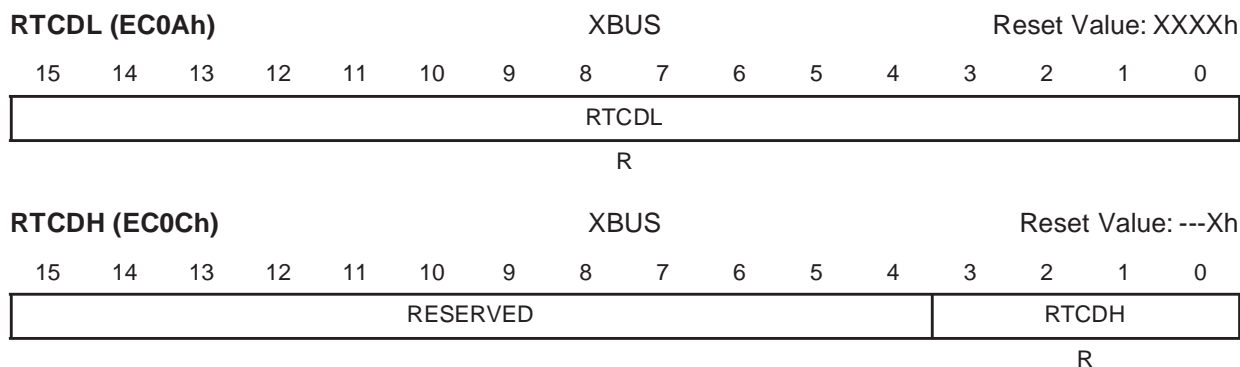 RTCDL (EC0Ah) XBUS Reset Value: XXXXh
15 14 13 12 11 10 9 8 7 6 5 4 3 2 1 0
RTCDL
R
RTCDH (EC0Ch) XBUS Reset Value: ---Xh
15 14 13 12 11 10 9 8 7 6 5 4 3 2 1 0
RESERVED RTCDH
R